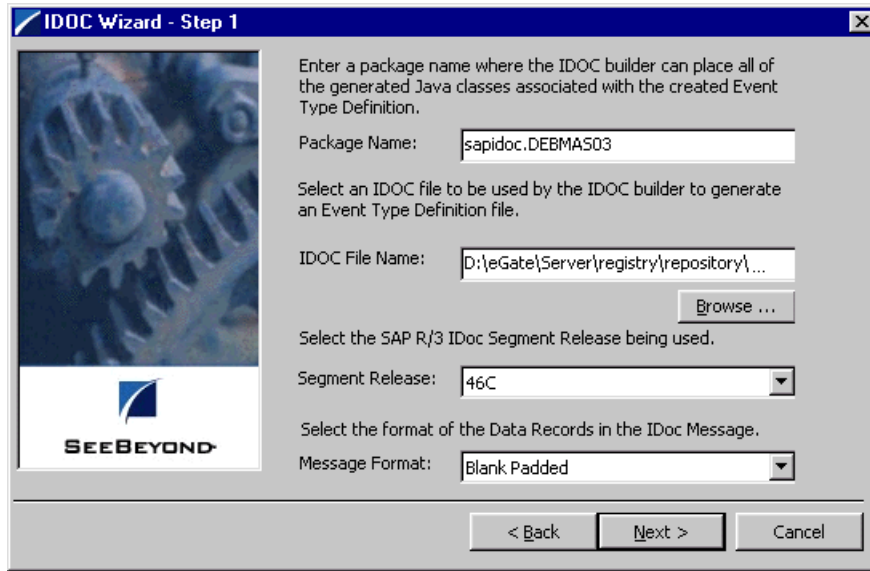 IDOC Wizard - Step 1
Enter a package name where the IDOC builder can place all of
the generated Java classes associated with the created Event
Type Definition.
Package Name: sapidoc.DEBMAS03
Select an IDOC file to be used by the IDOC builder to generate
an Event Type Definition file.
IDOC File Name: D:\eGate\Server\registry\repository\ ...
Browse ...
Select the SAP R/3 IDoc Segment Release being used.
Segment Release: 46C
Select the format of the Data Records in the IDoc Message.
Message Format: Blank Padded
SEEBEYOND
< Back Next > Cancel